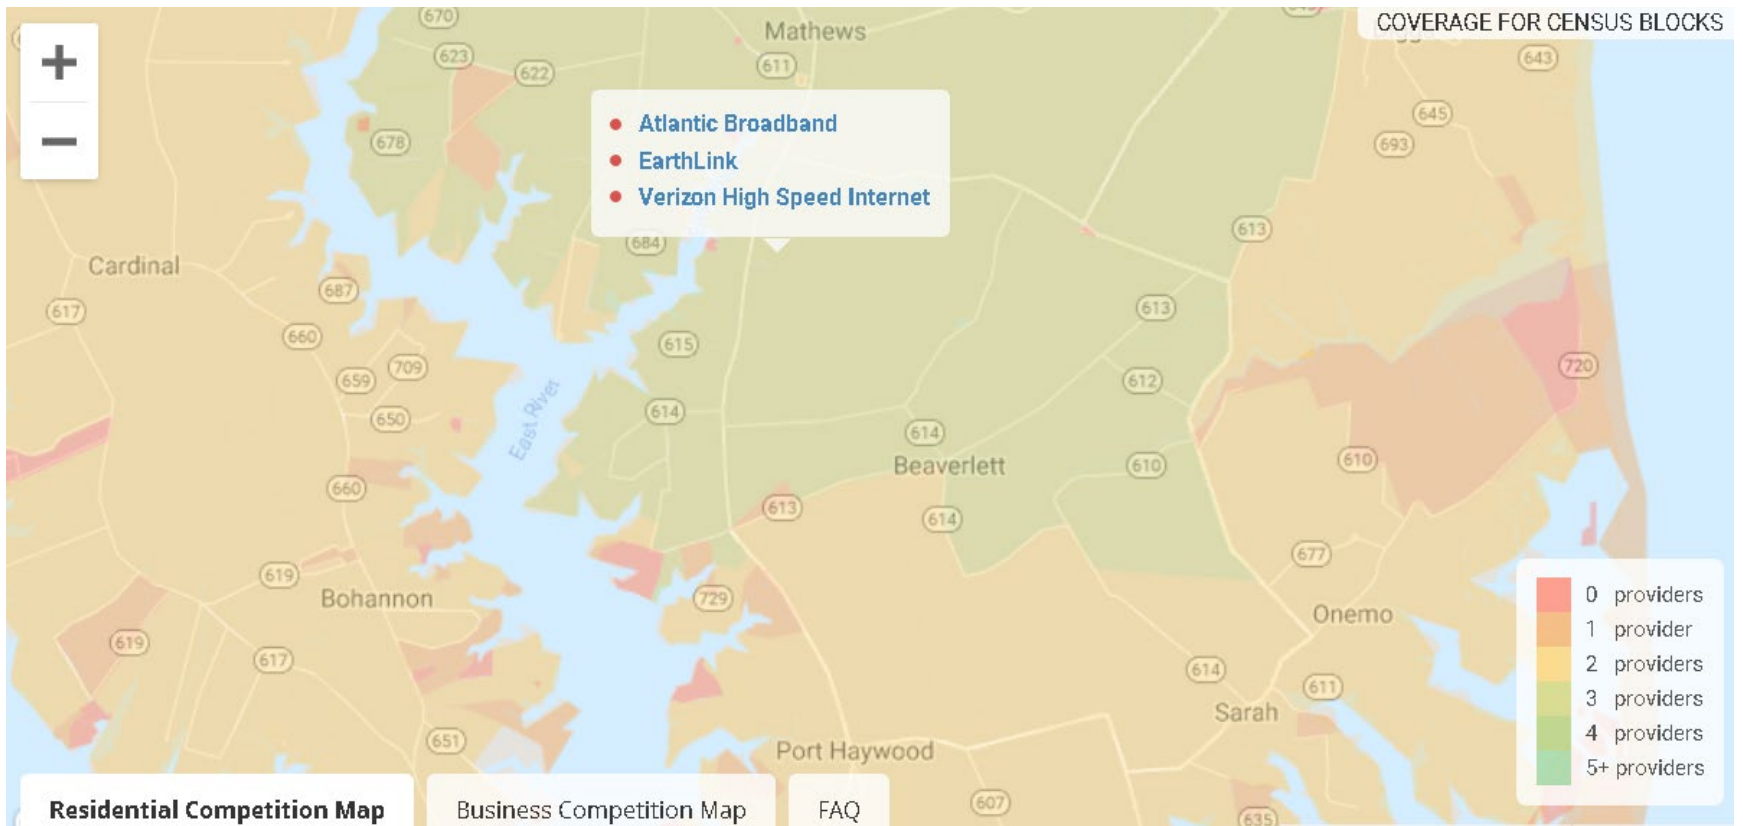 COVERAGE FOR CENSUS BLOCKS
+
−
670
Mathews
623
622
611
643
645
678
693
Atlantic Broadband
EarthLink
Verizon High Speed Internet
684
613
Cardinal
687
617
613
660
615
720
709
659
612
650
614
East River
614
Beaverlett
610
610
660
613
614
677
619
Bohannon
729
Onemo
0 providers
1 provider
2 providers
3 providers
4 providers
5+ providers
619
617
614
611
Sarah
651
Port Haywood
607
635
Residential Competition Map
Business Competition Map
FAQ